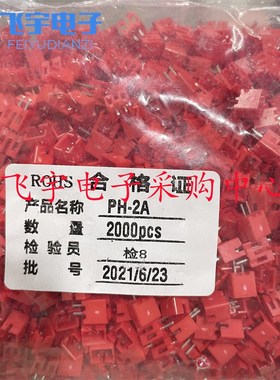 飞宇电子
FEIYUDIANZI
ROHS 合格证
飞宇电子采购中心
产品名称 PH-2A
数量 2000pcs
检验员 检8
批号 2021/6/23